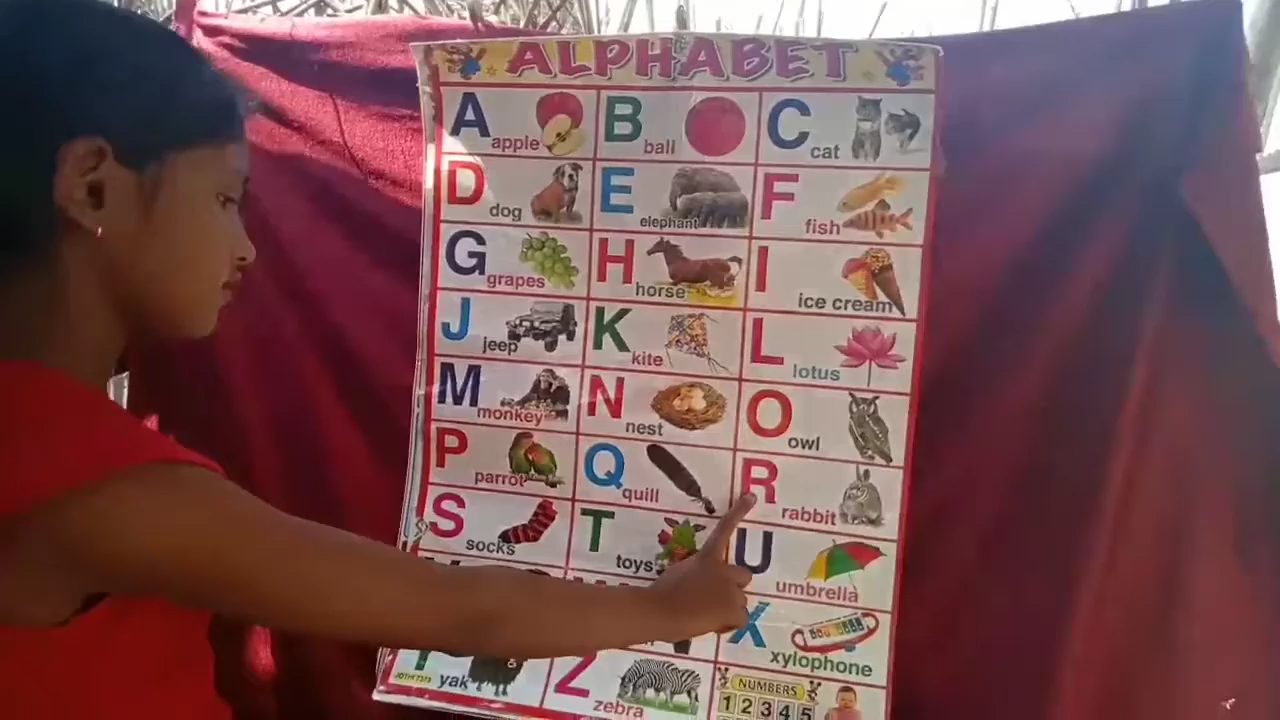 ALPHABET
A apple B ball C cat
D dog E elephant F fish
G grapes H horse I ice cream
J jeep K kite L lotus
M monkey N nest O owl
P parrot Q quill R rabbit
S socks T toys U umbrella
X xylophone
Y yak Z zebra
NUMBERS
1 2 3 4 5